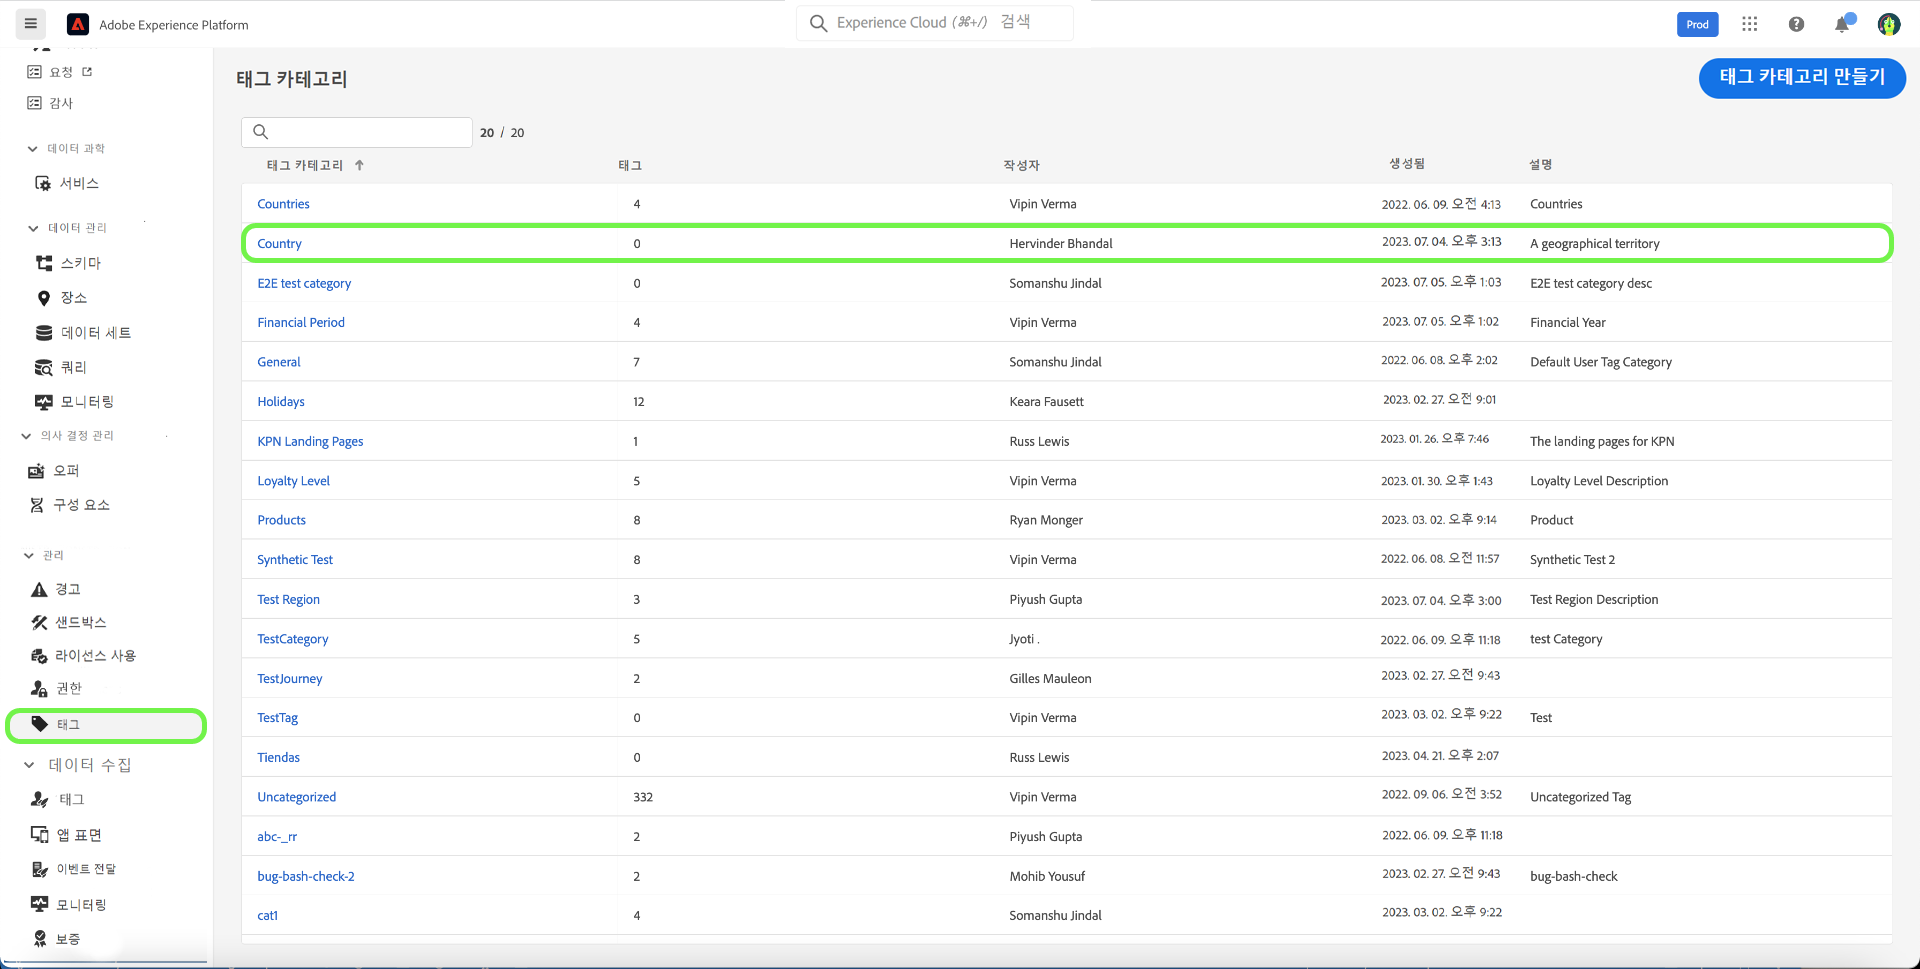 Adobe Experience Platform
Experience Cloud (⌘+/) 검색
Prod
요청
감사
데이터 과학
서비스
데이터 관리
스키마
장소
데이터 세트
쿼리
모니터링
의사 결정 관리
오퍼
구성 요소
관리
경고
샌드박스
라이선스 사용
권한
태그
데이터 수집
태그
앱 표면
이벤트 전달
모니터링
보증
태그 카테고리
태그 카테고리 만들기
20 / 20
태그 카테고리 ↑ 태그 작성자 생성됨 설명
Countries 4 Vipin Verma 2022. 06. 09. 오전 4:13 Countries
Country 0 Hervinder Bhandal 2023. 07. 04. 오후 3:13 A geographical territory
E2E test category 0 Somanshu Jindal 2023. 07. 05. 오후 1:03 E2E test category desc
Financial Period 4 Vipin Verma 2023. 07. 05. 오후 1:02 Financial Year
General 7 Somanshu Jindal 2022. 06. 08. 오후 2:02 Default User Tag Category
Holidays 12 Keara Fausett 2023. 02. 27. 오전 9:01
KPN Landing Pages 1 Russ Lewis 2023. 01. 26. 오후 7:46 The landing pages for KPN
Loyalty Level 5 Vipin Verma 2023. 01. 30. 오후 1:43 Loyalty Level Description
Products 8 Ryan Monger 2023. 03. 02. 오후 9:14 Product
Synthetic Test 8 Vipin Verma 2022. 06. 08. 오전 11:57 Synthetic Test 2
Test Region 3 Piyush Gupta 2023. 07. 04. 오후 3:00 Test Region Description
TestCategory 5 Jyoti . 2022. 06. 09. 오후 11:18 test Category
TestJourney 2 Gilles Mauleon 2023. 02. 27. 오전 9:43
TestTag 0 Vipin Verma 2023. 03. 02. 오후 9:22 Test
Tiendas 0 Russ Lewis 2023. 04. 21. 오후 2:07
Uncategorized 332 Vipin Verma 2022. 09. 06. 오전 3:52 Uncategorized Tag
abc-_rr 2 Piyush Gupta 2022. 06. 09. 오후 11:18
bug-bash-check-2 2 Mohib Yousuf 2023. 02. 27. 오전 9:43 bug-bash-check
cat1 4 Somanshu Jindal 2023. 03. 02. 오후 9:22